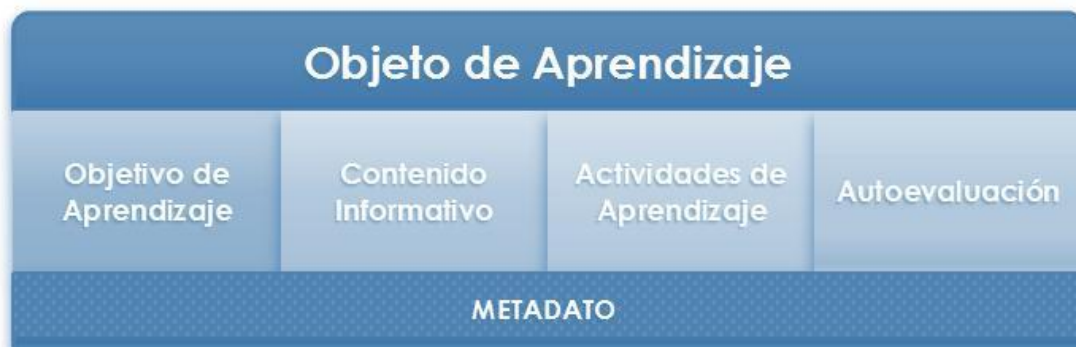 Objeto de Aprendizaje
Objetivo de
Aprendizaje
Contenido
Informativo
Actividades de
Aprendizaje
Autoevaluación
METADATO